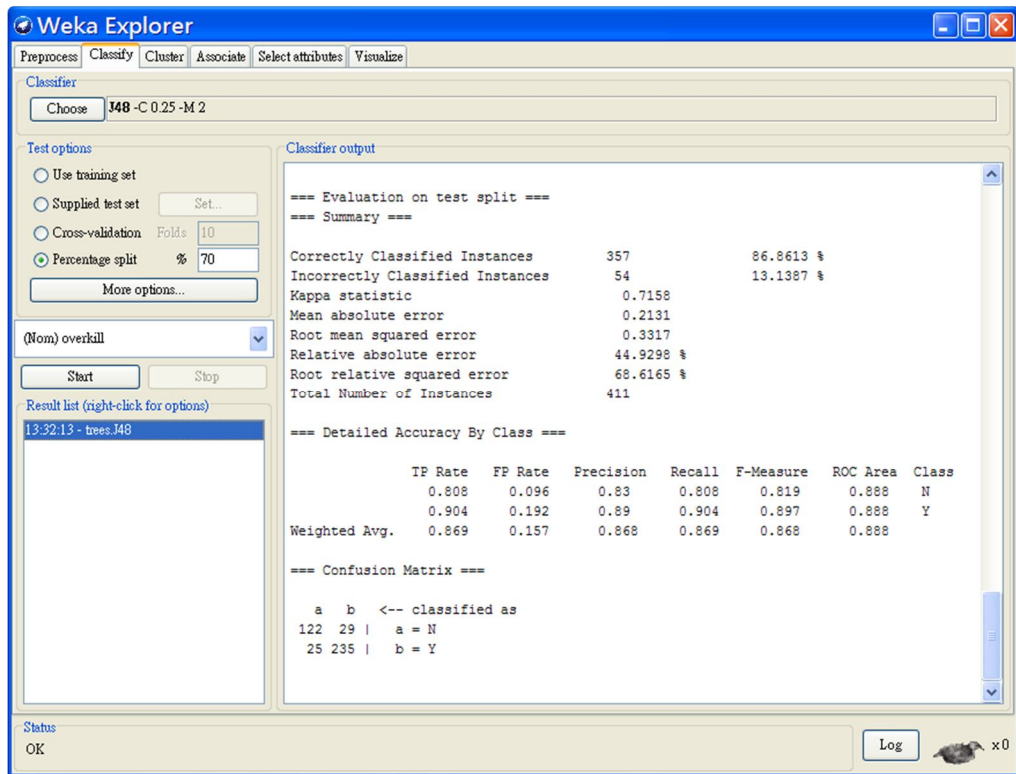 Weka Explorer
Preprocess Classify Cluster Associate Select attributes Visualize
Classifier
Choose J48 -C 0.25 -M 2
Test options
Use training set
Supplied test set Set...
Cross-validation Folds 10
Percentage split % 70
More options...
(Nom) overkill
Start Stop
Result list (right-click for options)
13:32:13 - trees.J48
Classifier output
=== Evaluation on test split ===
=== Summary ===
Correctly Classified Instances 357 86.8613 %
Incorrectly Classified Instances 54 13.1387 %
Kappa statistic 0.7158
Mean absolute error 0.2131
Root mean squared error 0.3317
Relative absolute error 44.9298 %
Root relative squared error 68.6165 %
Total Number of Instances 411
=== Detailed Accuracy By Class ===
TP Rate FP Rate Precision Recall F-Measure ROC Area Class
0.808 0.096 0.83 0.808 0.819 0.888 N
0.904 0.192 0.89 0.904 0.897 0.888 Y
Weighted Avg. 0.869 0.157 0.868 0.869 0.868 0.888
=== Confusion Matrix ===
a b <-- classified as
122 29 | a = N
25 235 | b = Y
Status
OK
Log x 0